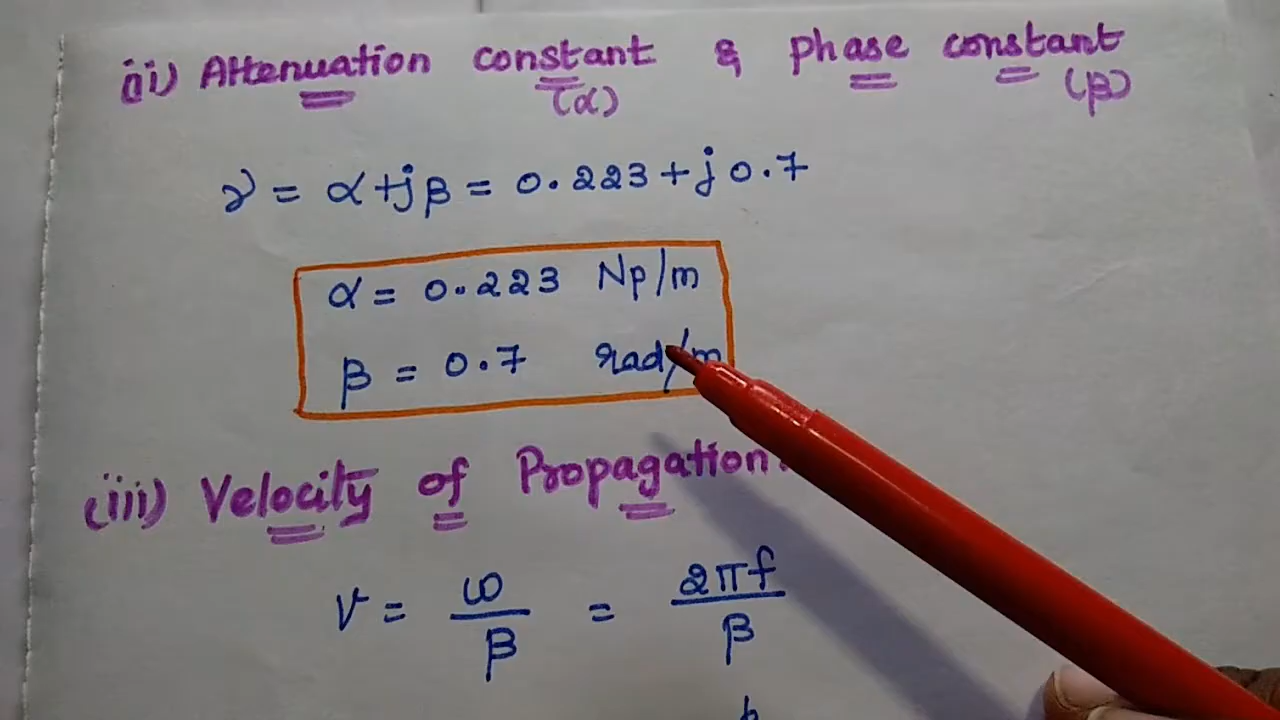 (ii) Attenuation constant & phase constant
(α) (β)
γ = α+jβ = 0.223+j0.7
α = 0.223 Np/m
β = 0.7 rad/m
(iii) Velocity of Propagation:
V = ω/β = 2πf/β